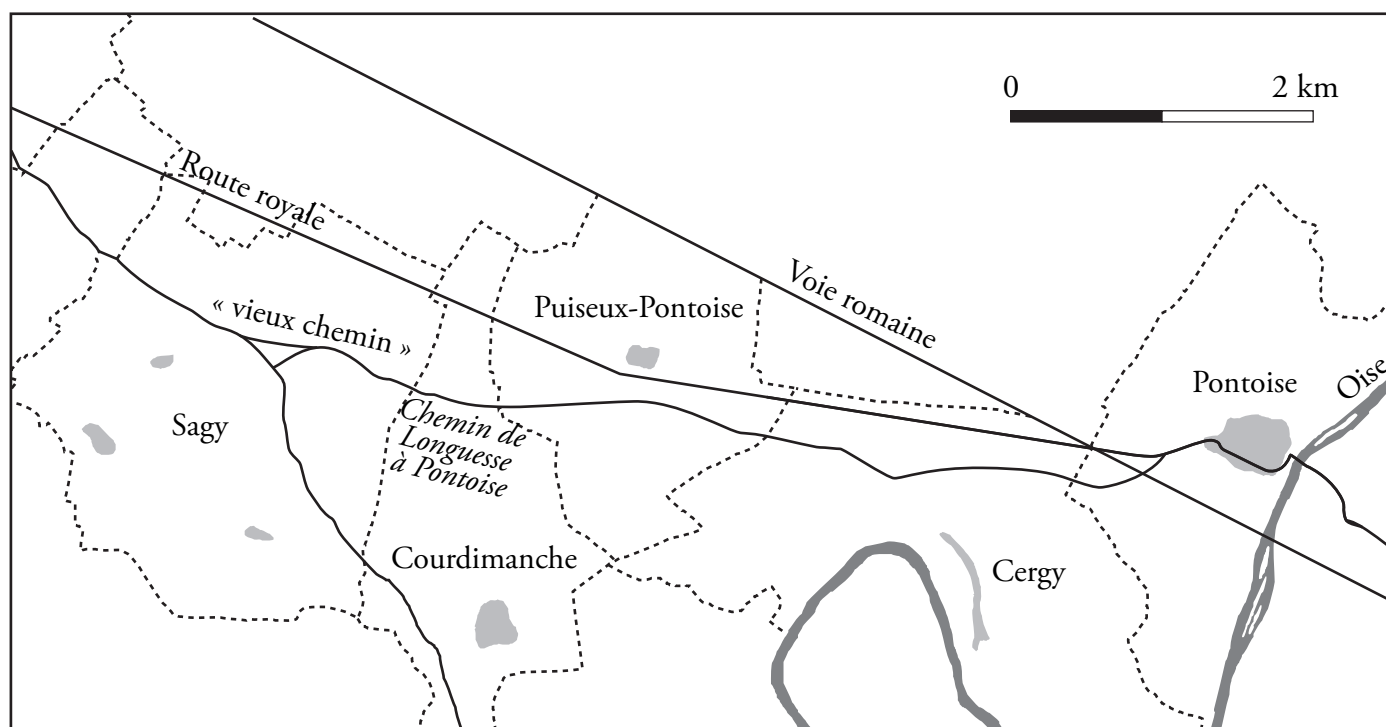 0 2 km
Route royale
Voie romaine
« vieux chemin »
Puiseux-Pontoise
Pontoise
Oise
Sagy
Chemin de
Longuesse
à Pontoise
Courdimanche
Cergy